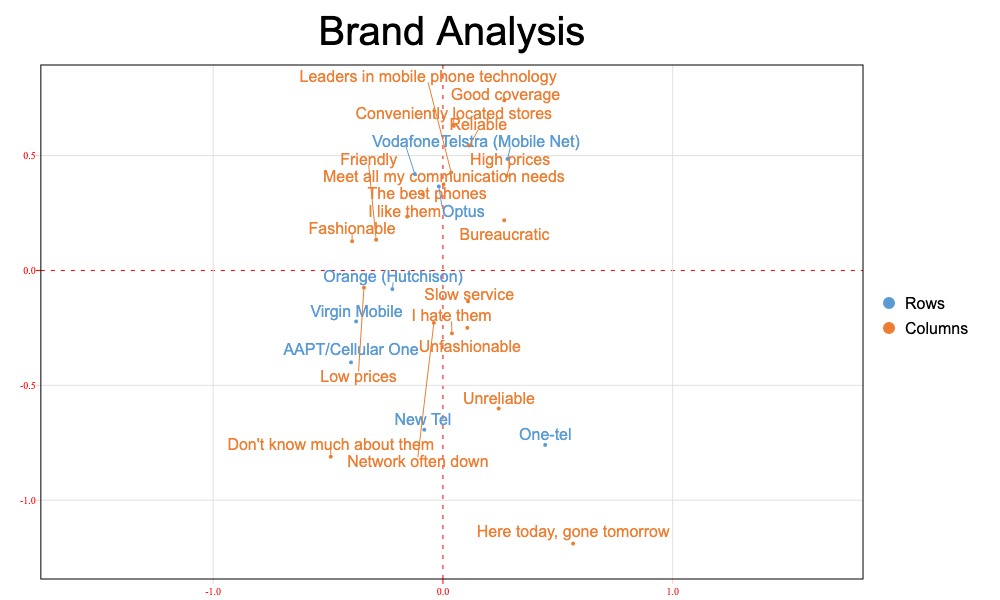 Brand Analysis
Leaders in mobile phone technology
Good coverage
Conveniently located stores
Reliable
Vodafone
Telstra (Mobile Net)
0.5
Friendly
High prices
Meet all my communication needs
The best phones
I like them
Optus
Fashionable
Bureaucratic
0.0
Orange (Hutchison)
Slow service
Rows
Virgin Mobile
I hate them
Columns
AAPT/Cellular One
Unfashionable
Low prices
-0.5
Unreliable
New Tel
One-tel
Don't know much about them
Network often down
-1.0
Here today, gone tomorrow
-1.0
0.0
1.0